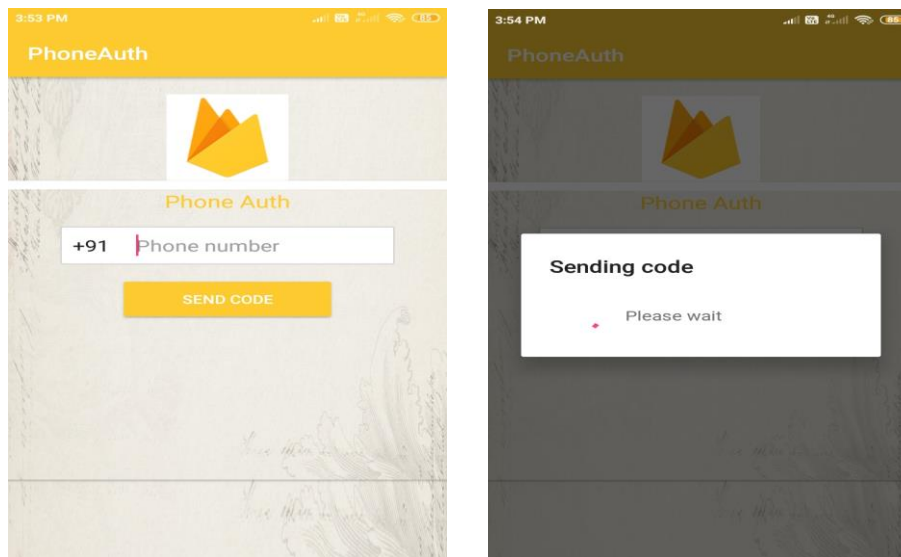 3:53 PM
85
PhoneAuth
Phone Auth
+91 Phone number
SEND CODE
3:54 PM
PhoneAuth
Phone Auth
Sending code
Please wait